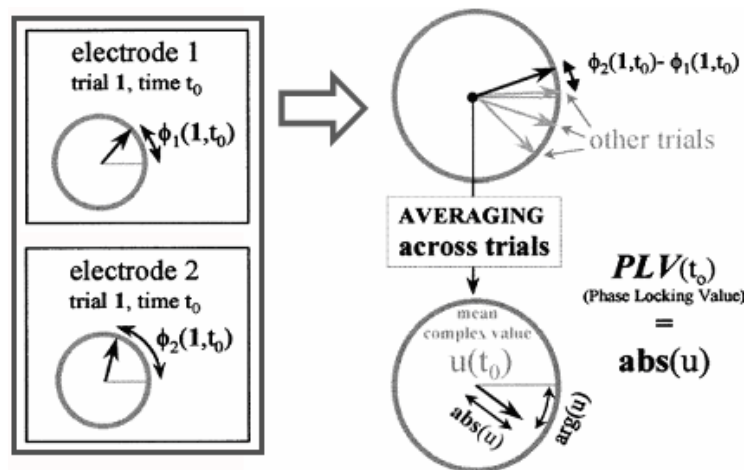 electrode 1
trial 1, time t₀
ϕ₁(1,t₀)
electrode 2
trial 1, time t₀
ϕ₂(1,t₀)
ϕ₂(1,t₀)- ϕ₁(1,t₀)
other trials
AVERAGING
across trials
mean
complex value
u(t₀)
abs(u)
arg(u)
PLV(t₀)
(Phase Locking Value)
=
abs(u)